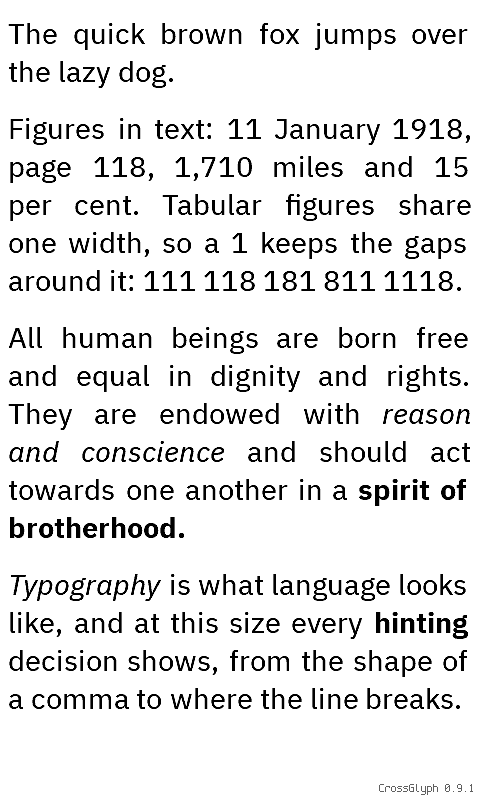 The quick brown fox jumps over
the lazy dog.
Figures in text: 11 January 1918,
page 118, 1,710 miles and 15
per cent. Tabular figures share
one width, so a 1 keeps the gaps
around it: 111 118 181 811 1118.
All human beings are born free
and equal in dignity and rights.
They are endowed with reason
and conscience and should act
towards one another in a spirit of
brotherhood.
Typography is what language looks
like, and at this size every hinting
decision shows, from the shape of
a comma to where the line breaks.
CrossGlyph 0.9.1